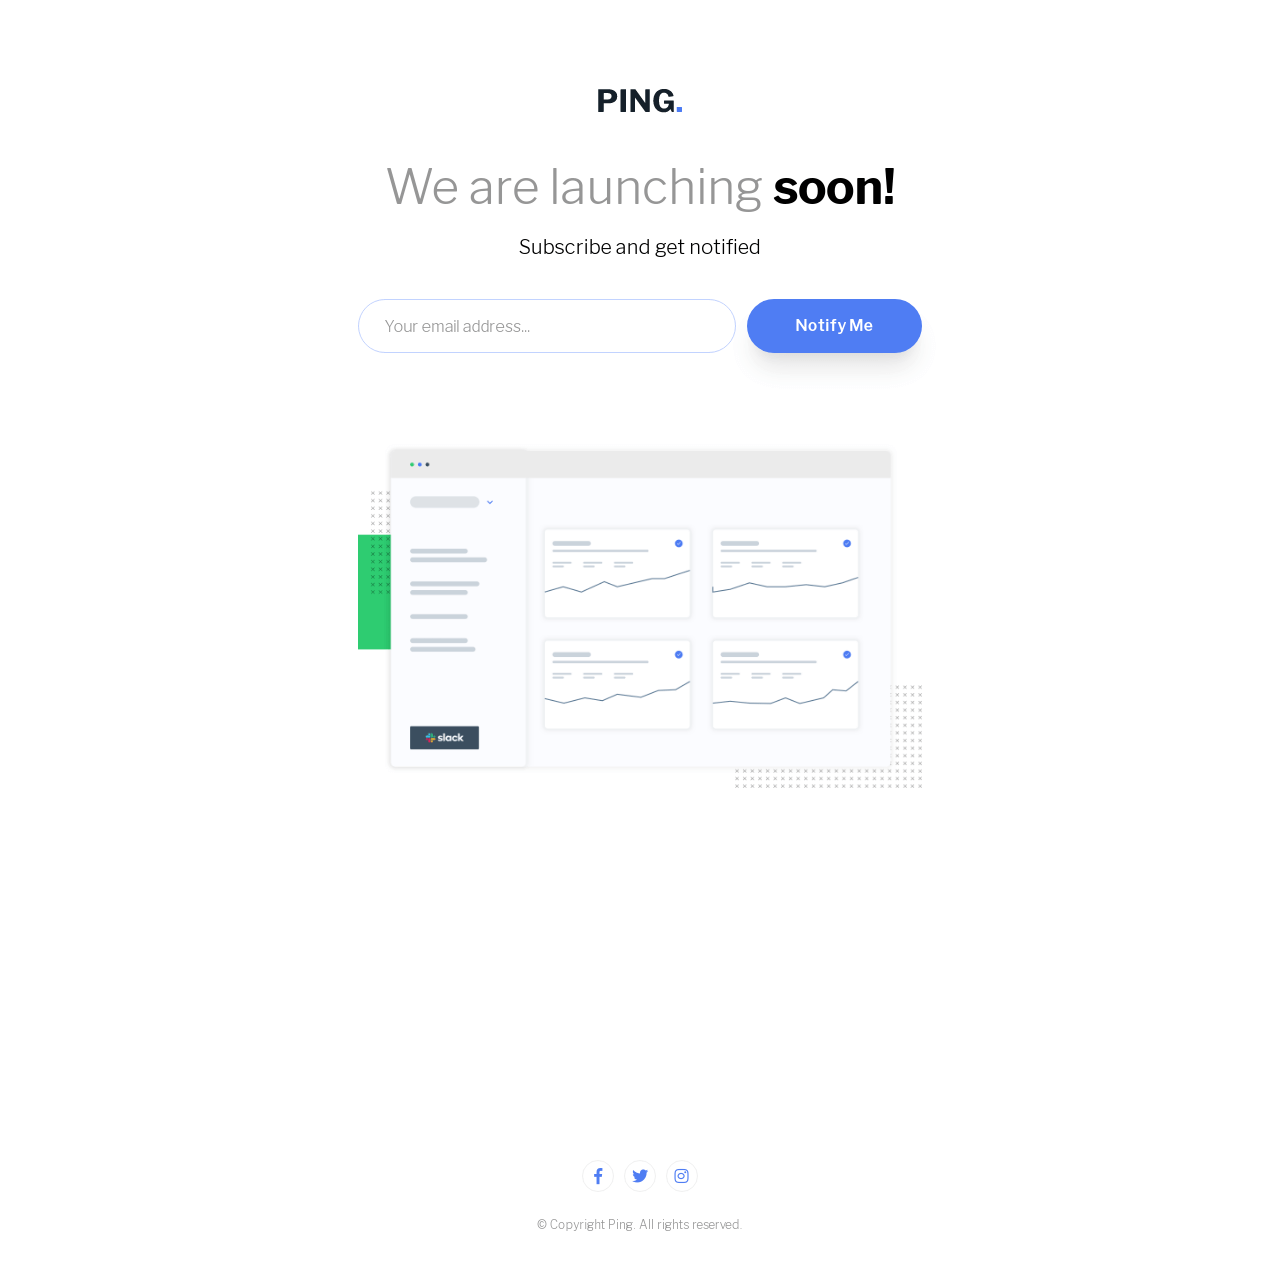 PING.
We are launching soon!
Subscribe and get notified
Your email address...
Notify Me
slack
© Copyright Ping. All rights reserved.